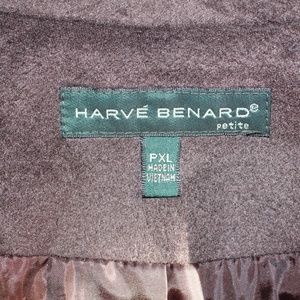 HARVÉ BENARD®
petite
PXL
MADE IN
VIETNAM